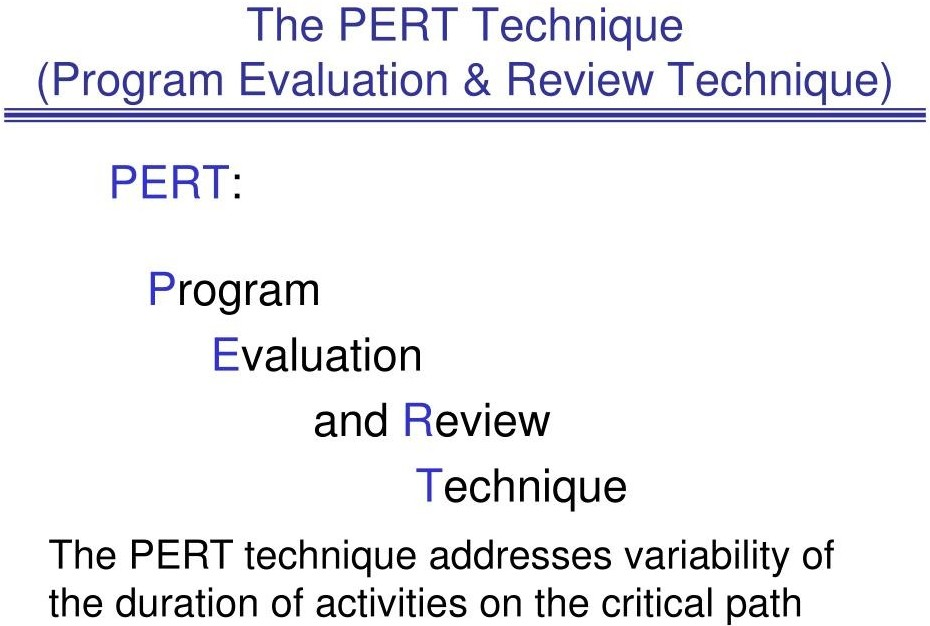 The PERT Technique
(Program Evaluation & Review Technique)
PERT:
Program
Evaluation
and Review
Technique
The PERT technique addresses variability of
the duration of activities on the critical path